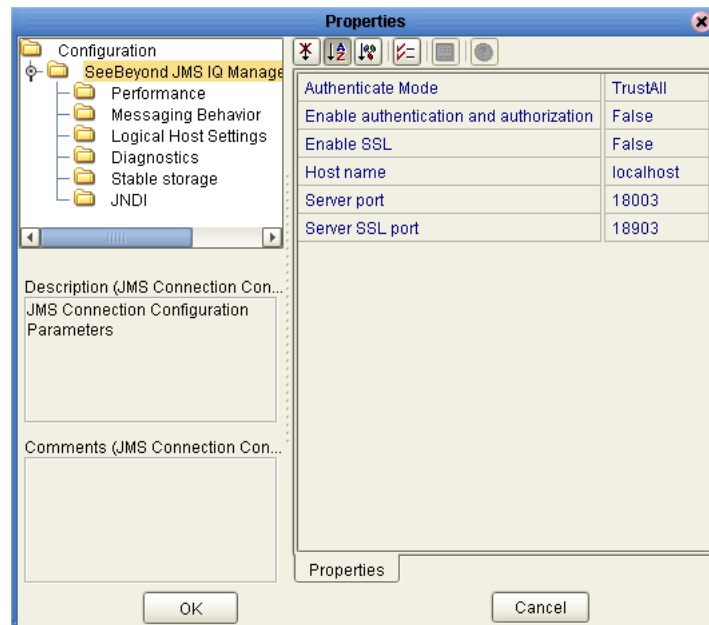 Properties
Configuration
SeeBeyond JMS IQ Manage
Performance
Messaging Behavior
Logical Host Settings
Diagnostics
Stable storage
JNDI
Description (JMS Connection Con...
JMS Connection Configuration
Parameters
Comments (JMS Connection Con...
Authenticate Mode TrustAll
Enable authentication and authorization False
Enable SSL False
Host name localhost
Server port 18003
Server SSL port 18903
Properties
OK
Cancel